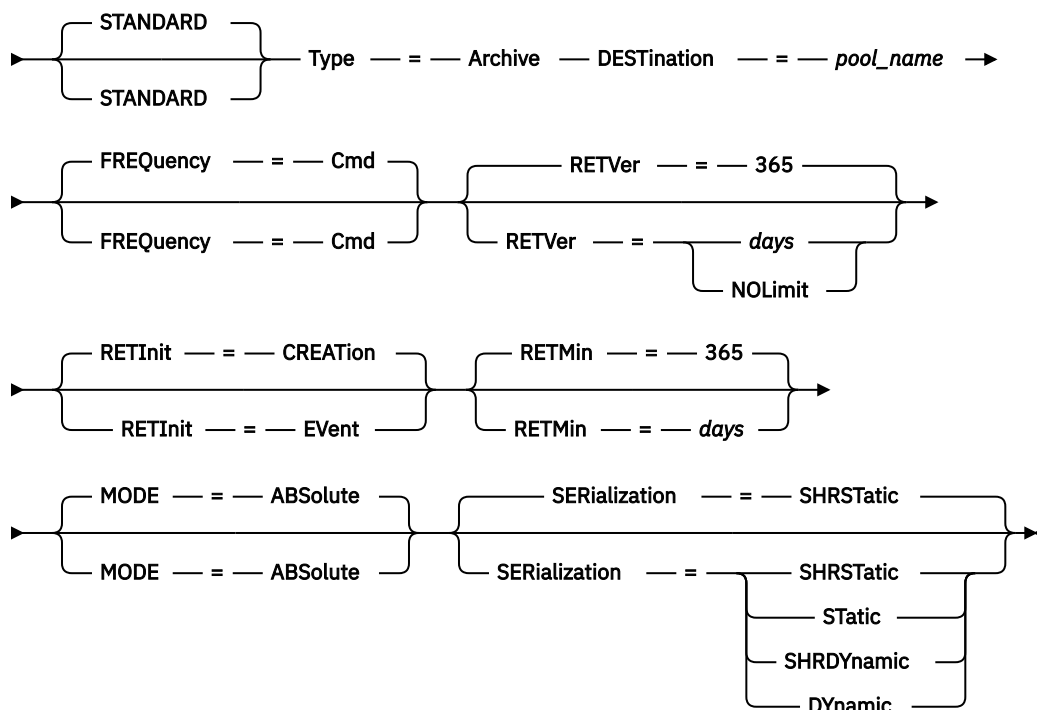 STANDARD
Type = Archive DESTination = pool_name
STANDARD
FREQuency = Cmd RETVer = 365
FREQuency = Cmd RETVer = days
NOLimit
RETInit = CREATion RETMin = 365
RETInit = EVent RETMin = days
MODE = ABSolute SERialization = SHRSTatic
MODE = ABSolute SERialization = SHRSTatic
STatic
SHRDYnamic
DYnamic